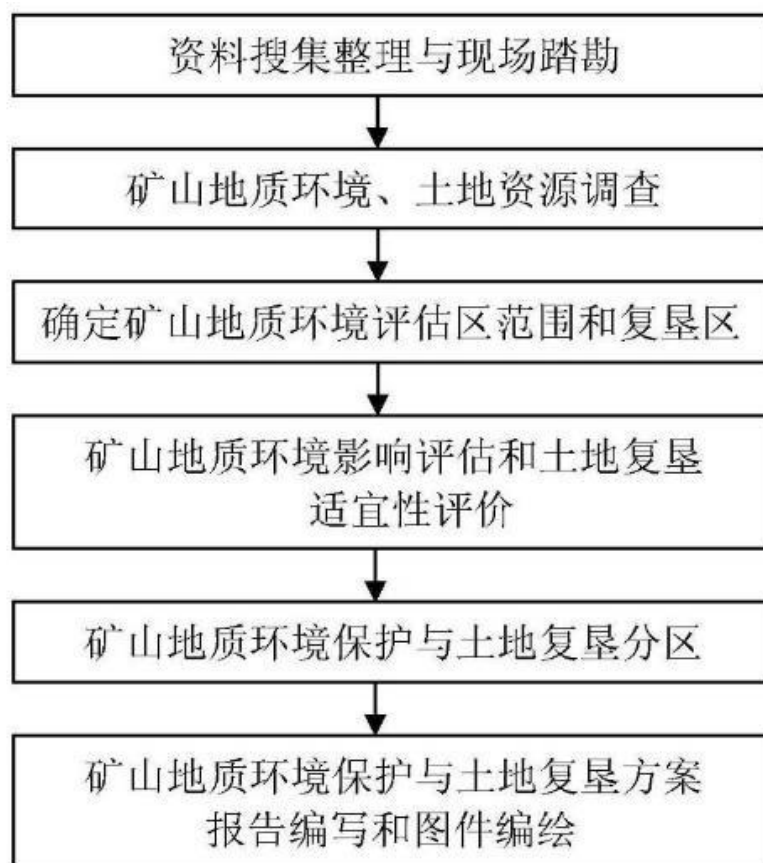 资料搜集整理与现场踏勘
矿山地质环境、土地资源调查
确定矿山地质环境评估区范围和复垦区
矿山地质环境影响评估和土地复垦
适宜性评价
矿山地质环境保护与土地复垦分区
矿山地质环境保护与土地复垦方案
报告编写和图件编绘